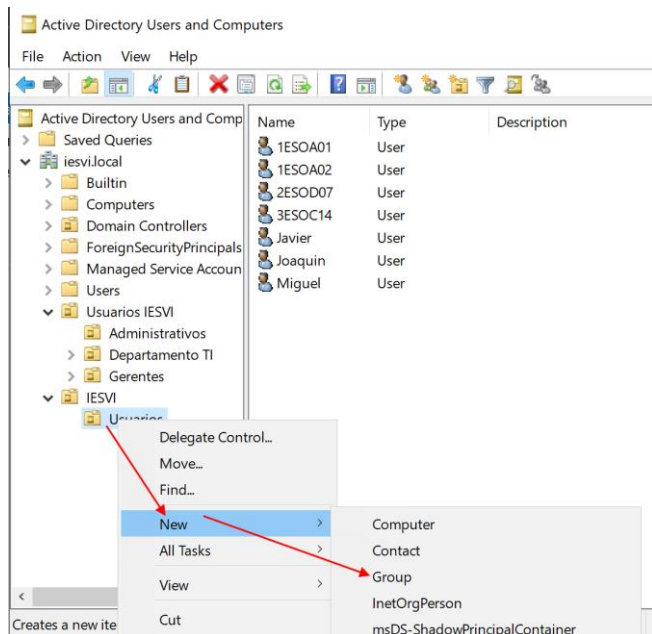 Active Directory Users and Computers
File Action View Help
Active Directory Users and Comp
Saved Queries
iesvi.local
Builtin
Computers
Domain Controllers
ForeignSecurityPrincipals
Managed Service Accoun
Users
Usuarios IESVI
Administrativos
Departamento TI
Gerentes
IESVI
Usuarios
Name Type Description
1ESOA01 User
1ESOA02 User
2ESOD07 User
3ESOC14 User
Javier User
Joaquin User
Miguel User
Delegate Control...
Move...
Find...
New
All Tasks
View
Cut
Computer
Contact
Group
InetOrgPerson
msDS-ShadowPrincipalContainer
Creates a new ite